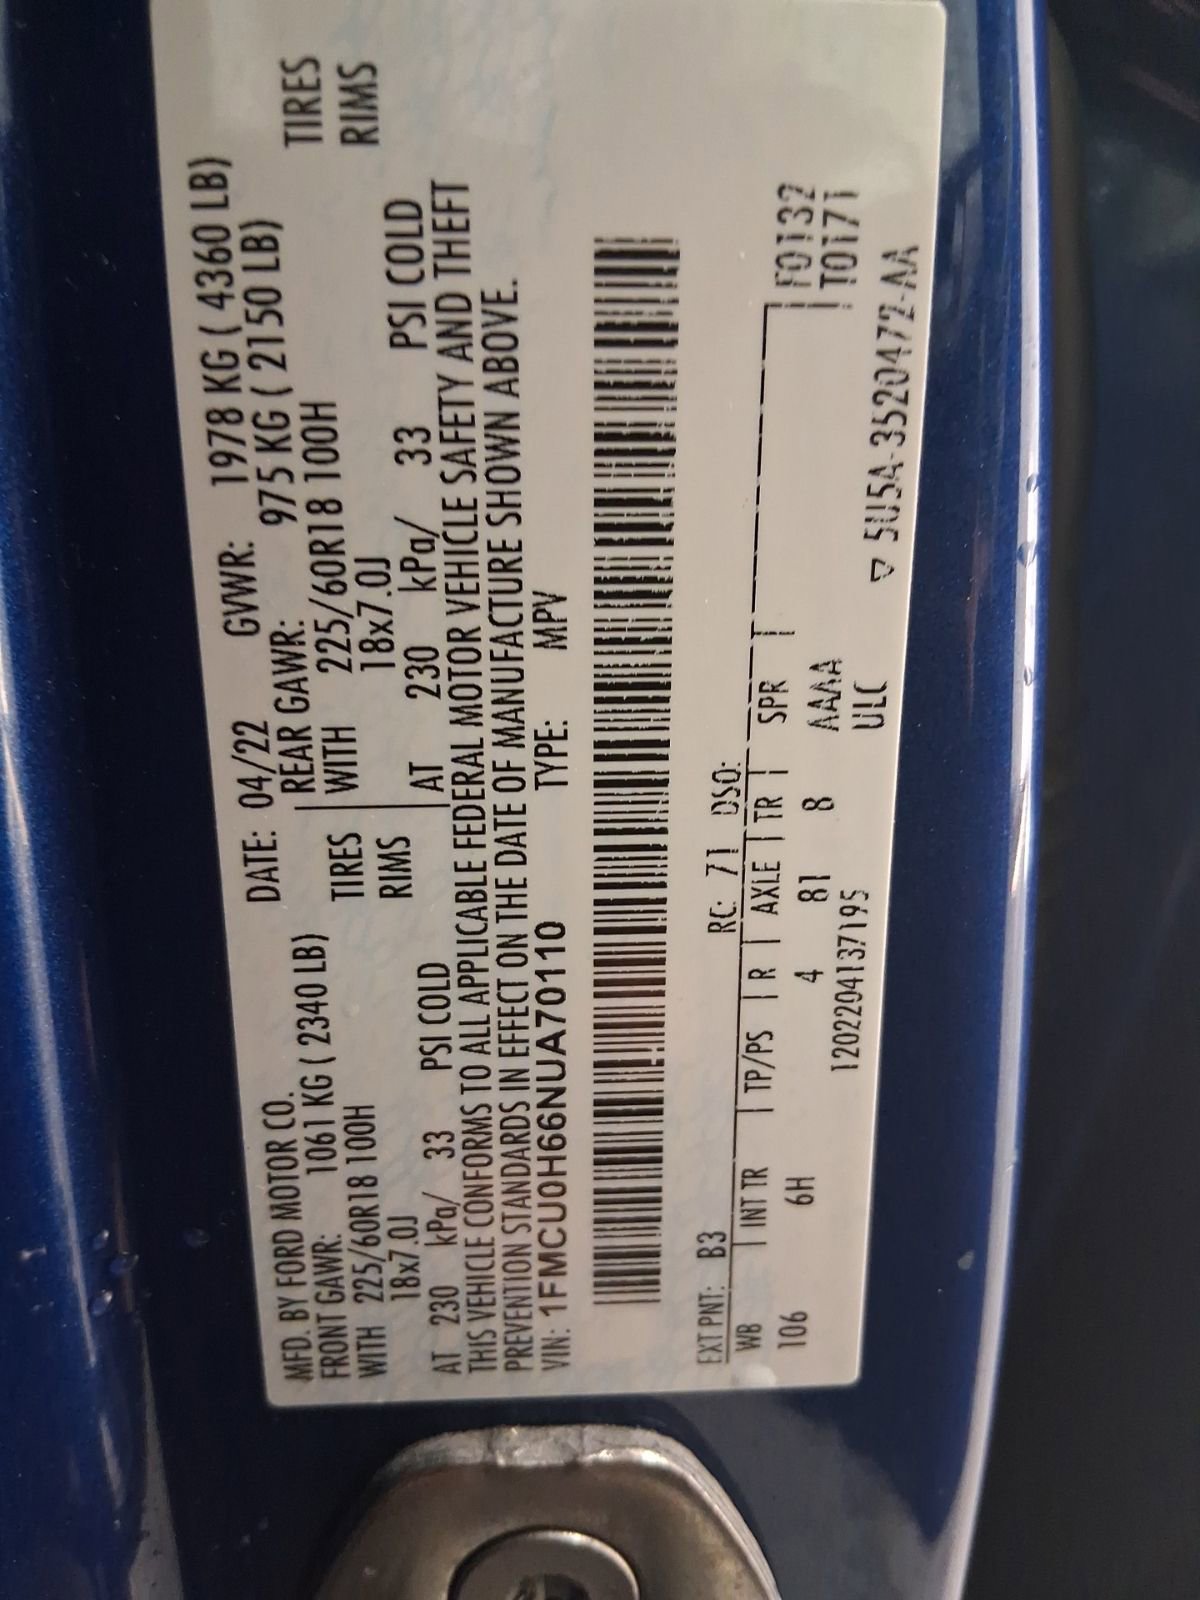 MFD. BY FORD MOTOR CO. DATE: 04/22 GVWR: 1978 KG ( 4360 LB)
FRONT GAWR: 1061 KG ( 2340 LB) REAR GAWR: 975 KG ( 2150 LB)
WITH 225/60R18 100H TIRES WITH 225/60R18 100H TIRES
18x7.0J RIMS 18x7.0J RIMS
AT 230 kPa/ 33 PSI COLD AT 230 kPa/ 33 PSI COLD
THIS VEHICLE CONFORMS TO ALL APPLICABLE FEDERAL MOTOR VEHICLE SAFETY AND THEFT
PREVENTION STANDARDS IN EFFECT ON THE DATE OF MANUFACTURE SHOWN ABOVE.
VIN: 1FMCU0H66NUA70110 TYPE: MPV
EXT PNT: B3 RC: 71 DSO:
WB INT TR TP/PS R AXLE TR SPR F0132
106 6H 4 81 8 AAAA T0171
1202204137195 ULC
▽ 5U5A-3520472-AA